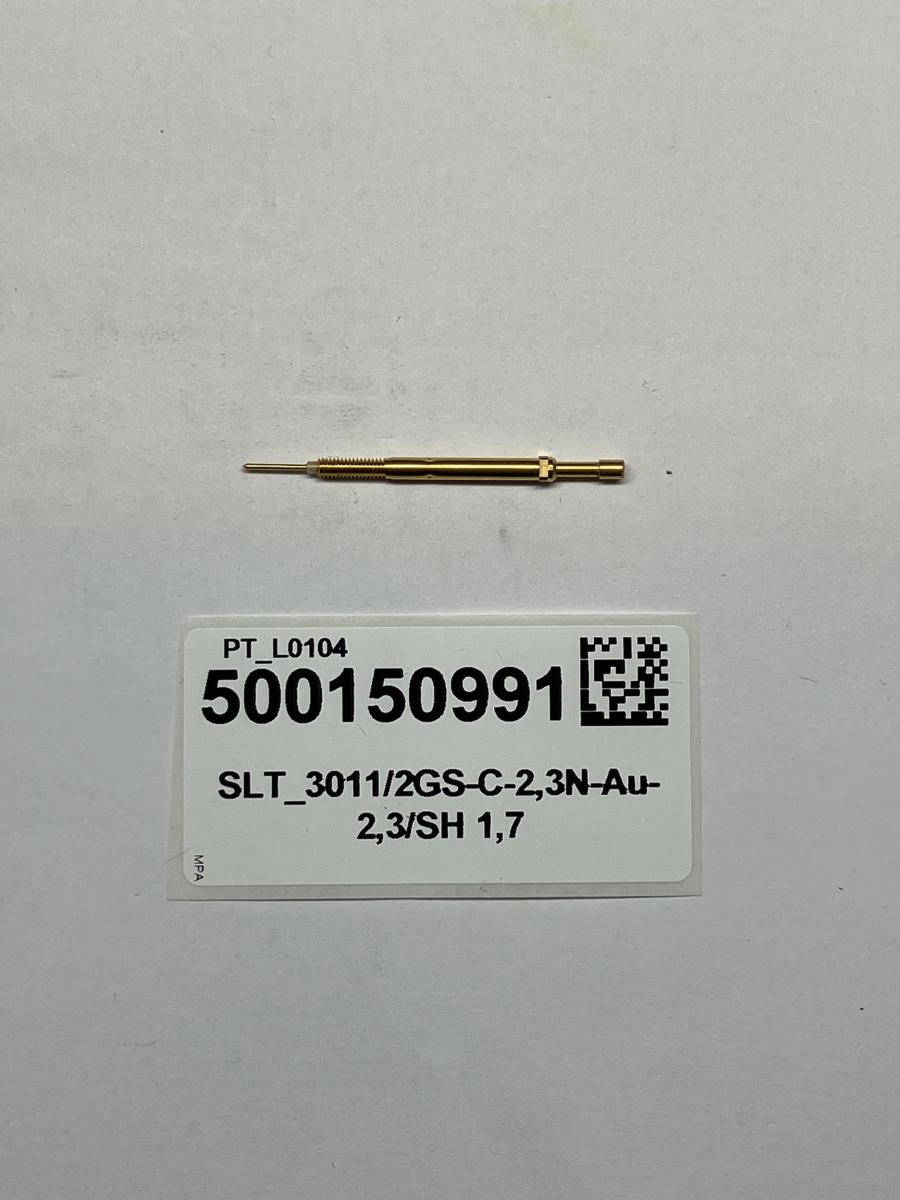 PT_L0104
500150991
SLT_3011/2GS-C-2,3N-Au-
2,3/SH 1,7
MPA